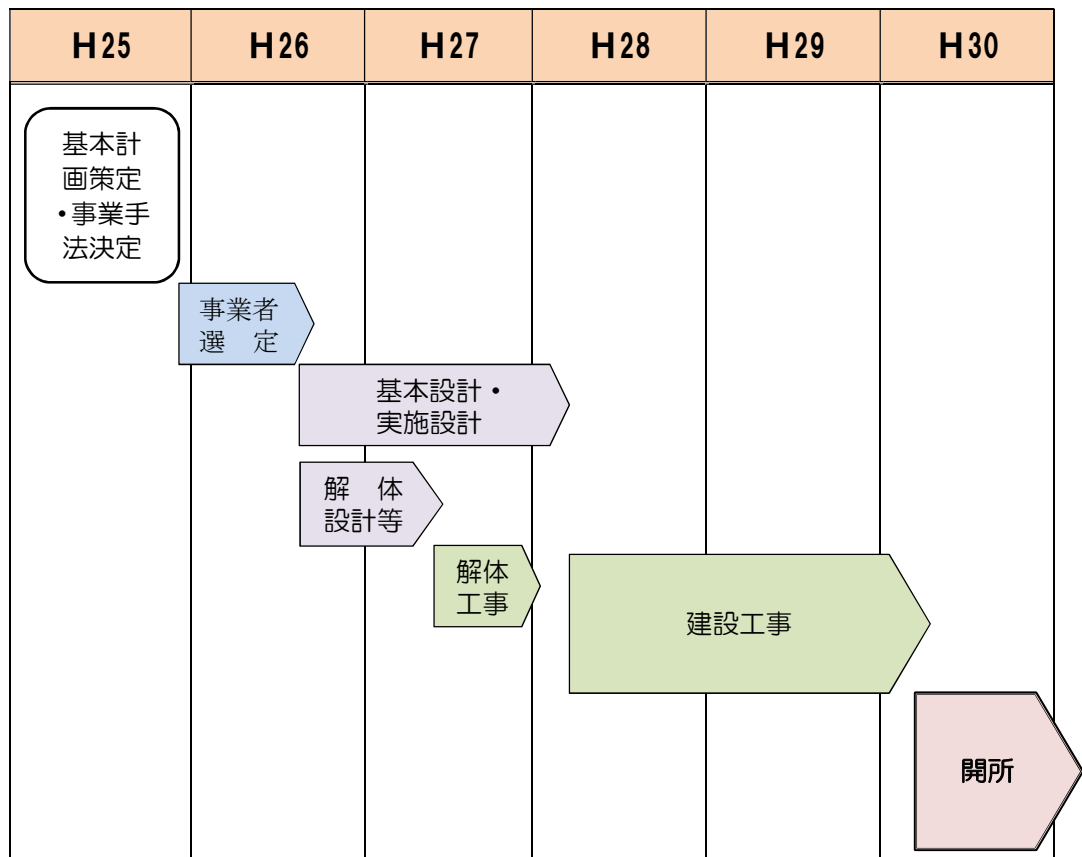 H25 H26 H27 H28 H29 H30
基本計
画策定
・事業手
法決定
事業者
選　定
基本設計・
実施設計
解　体
設計等
解体
工事
建設工事
開所